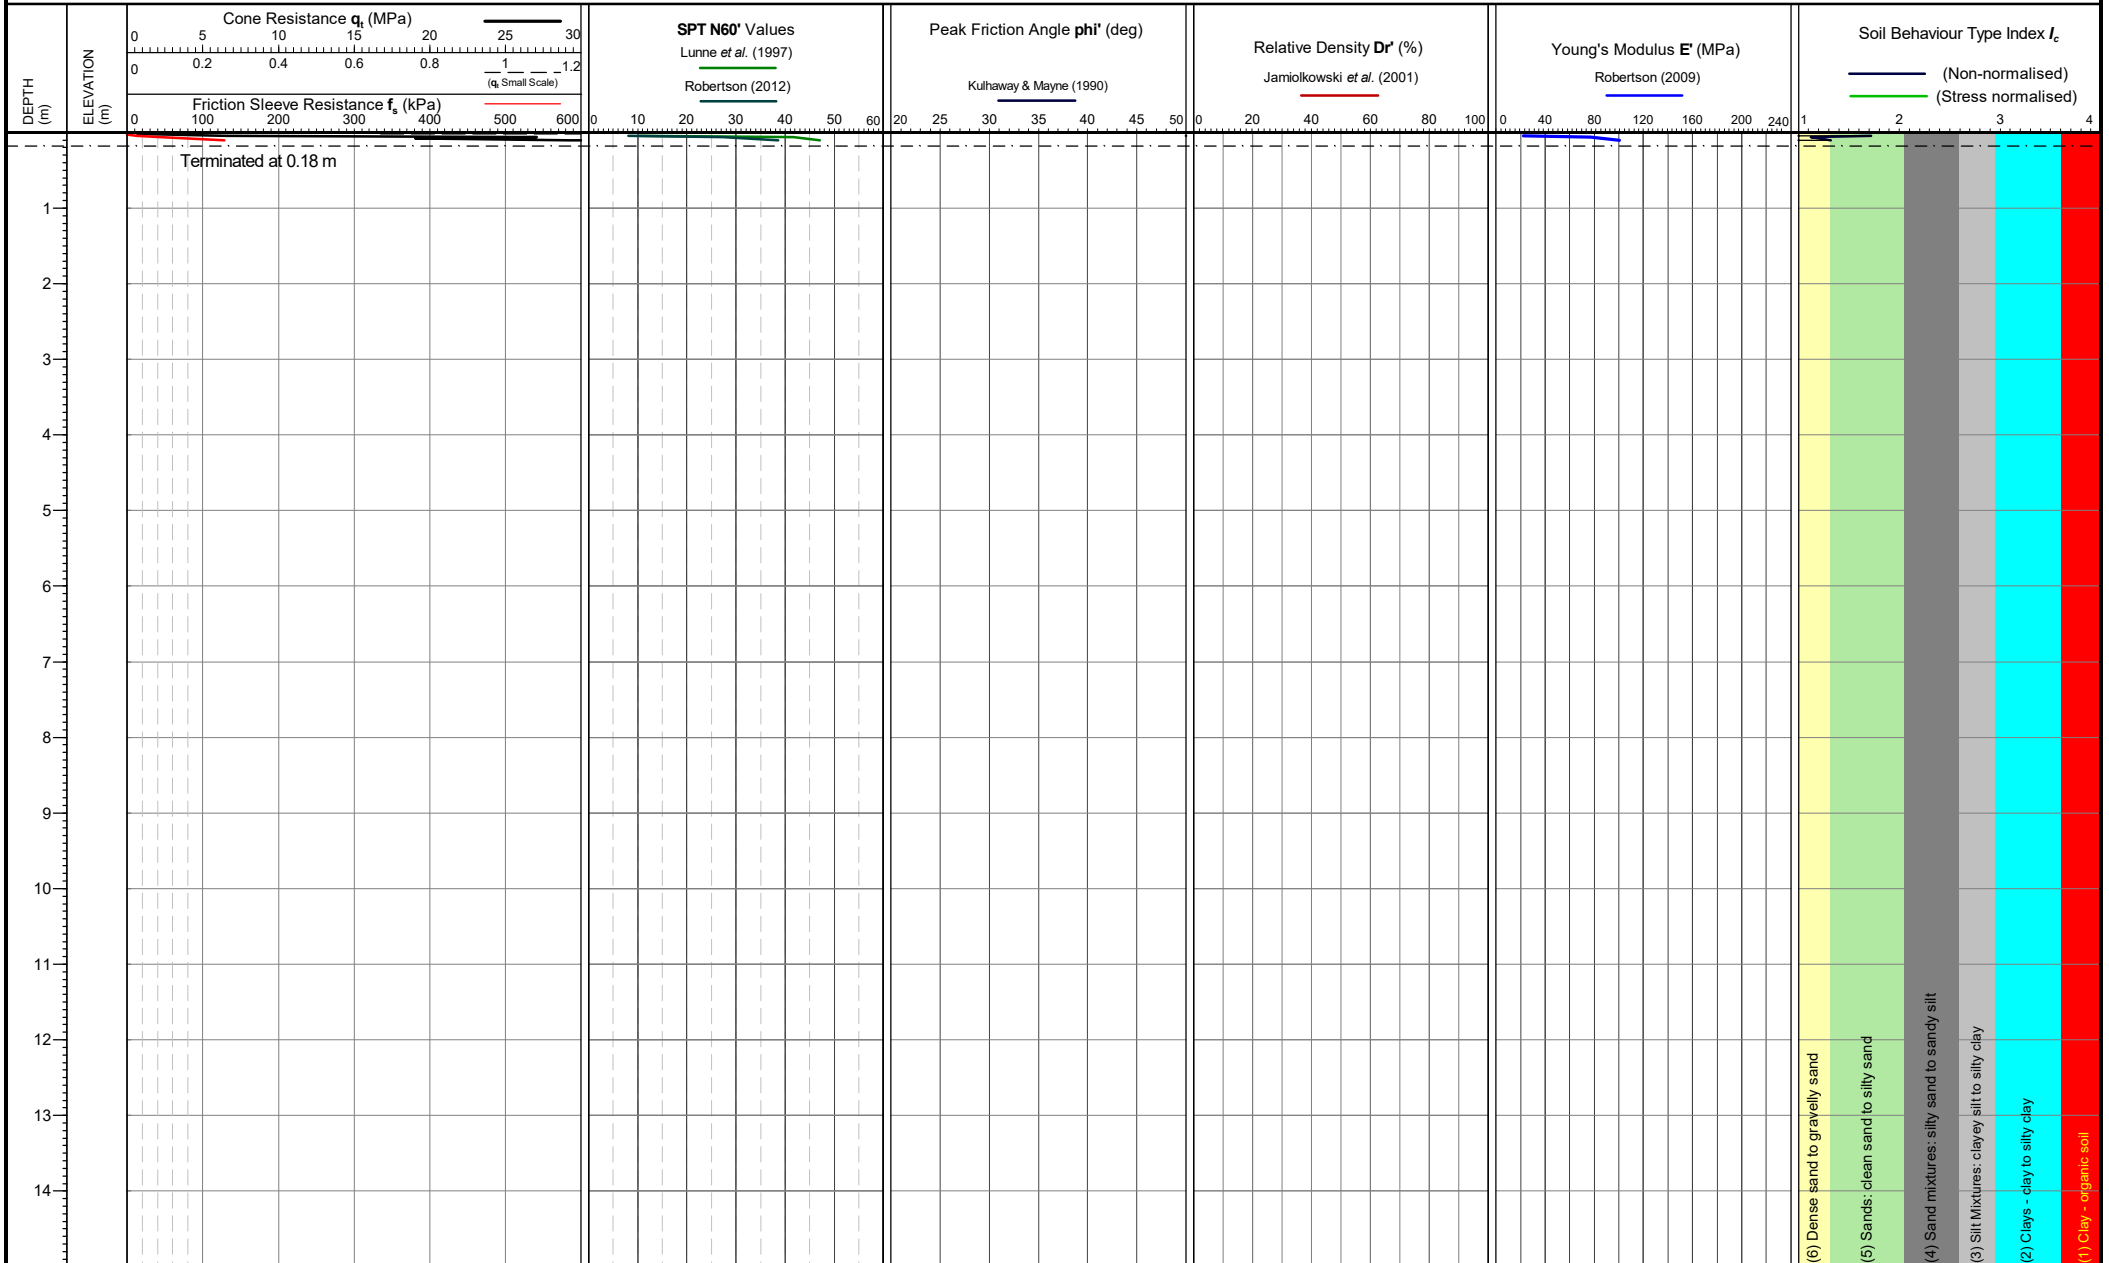 DEPTH
(m)
ELEVATION
(m)
Cone Resistance qt (MPa)
0 5 10 15 20 25 30
0 0.2 0.4 0.6 0.8 1 1.2
(qt Small Scale)
Friction Sleeve Resistance fs (kPa)
0 100 200 300 400 500 600
SPT N60' Values
Lunne et al. (1997)
Robertson (2012)
0 10 20 30 40 50 60
Peak Friction Angle phi' (deg)
Kulhaway & Mayne (1990)
20 25 30 35 40 45 50
Relative Density Dr' (%)
Jamiolkowski et al. (2001)
0 20 40 60 80 100
Young's Modulus E' (MPa)
Robertson (2009)
0 40 80 120 160 200 240
Soil Behaviour Type Index Ic
(Non-normalised)
(Stress normalised)
1 2 3 4
Terminated at 0.18 m
1
2
3
4
5
6
7
8
9
10
11
12
13
14
(6) Dense sand to gravelly sand
(5) Sands: clean sand to silty sand
(4) Sand mixtures: silty sand to sandy silt
(3) Silt Mixtures: clayey silt to silty clay
(2) Clays - clay to silty clay
(1) Clay - organic soil